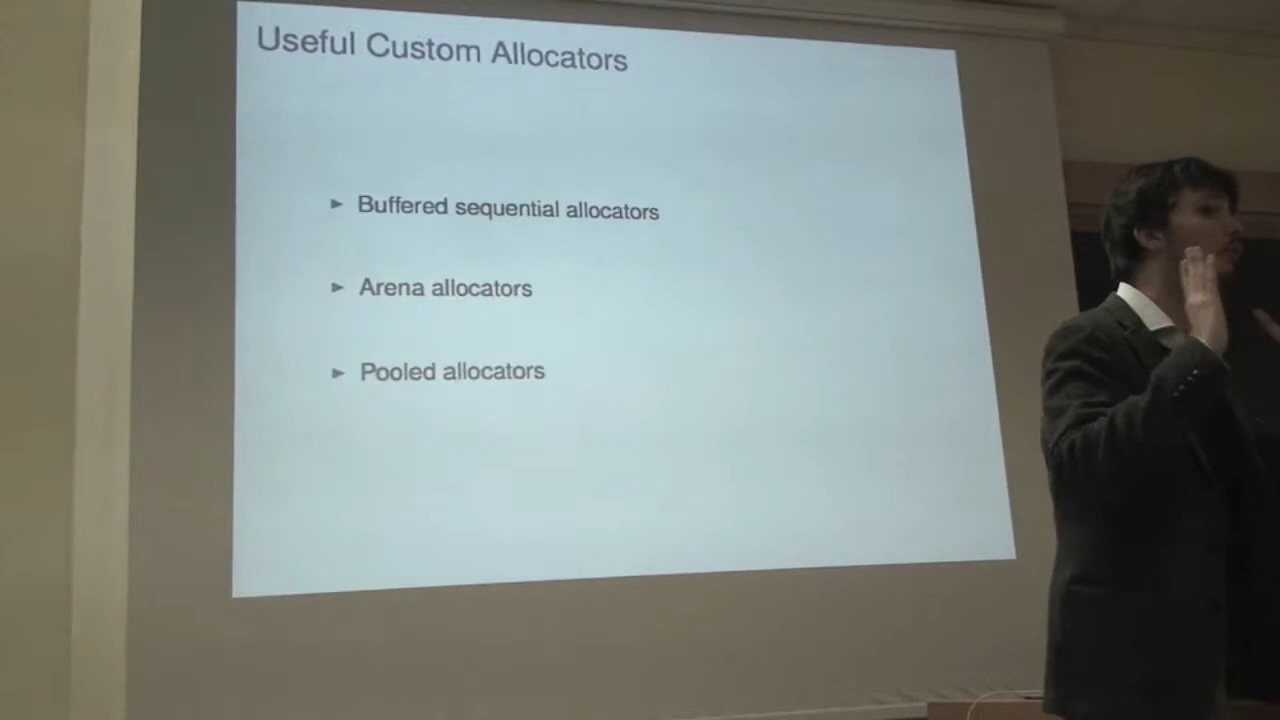 Useful Custom Allocators
► Buffered sequential allocators
► Arena allocators
► Pooled allocators